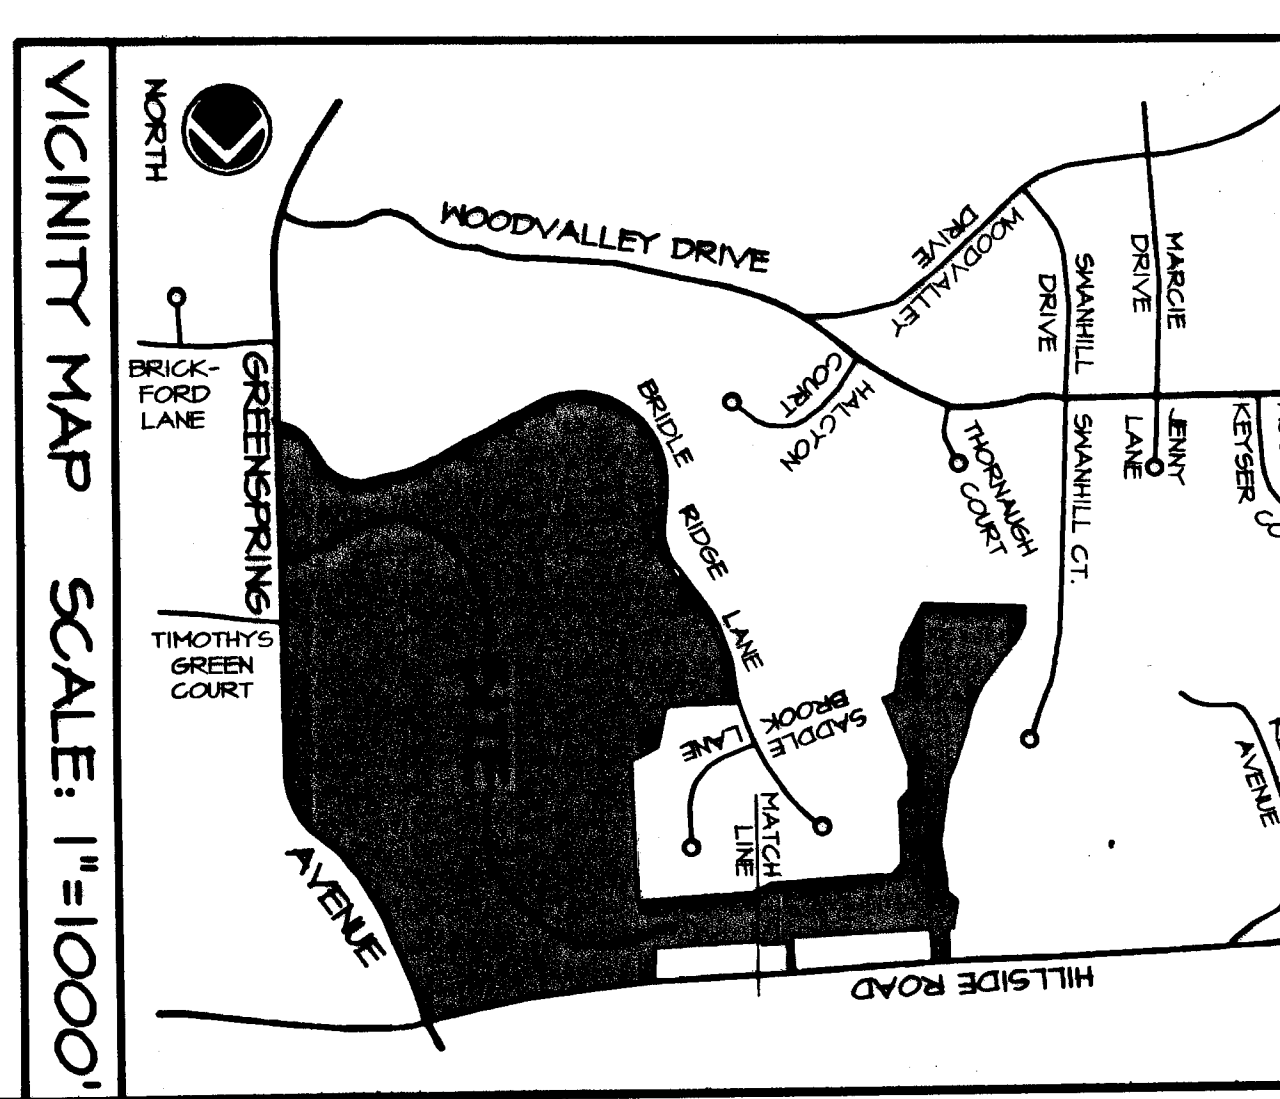 VICINITY MAP SCALE: 1"=1000'
NORTH
WOODVALLEY DRIVE
WOODVALLEY
DRIVE
SWANHILL
DRIVE
MARCIE
DRIVE
BRICK-
FORD
LANE
GREENSPRING
AVENUE
TIMOTHYS
GREEN
COURT
BRIDLE
RIDGE
LANE
HALCYON
COURT
THORNAUGH
COURT
SWANHILL CT.
JENNY
LANE
KEYSER
SADDLE
BROOK
LANE
MATCH
LINE
SITE
AVENUE
HILLSIDE ROAD